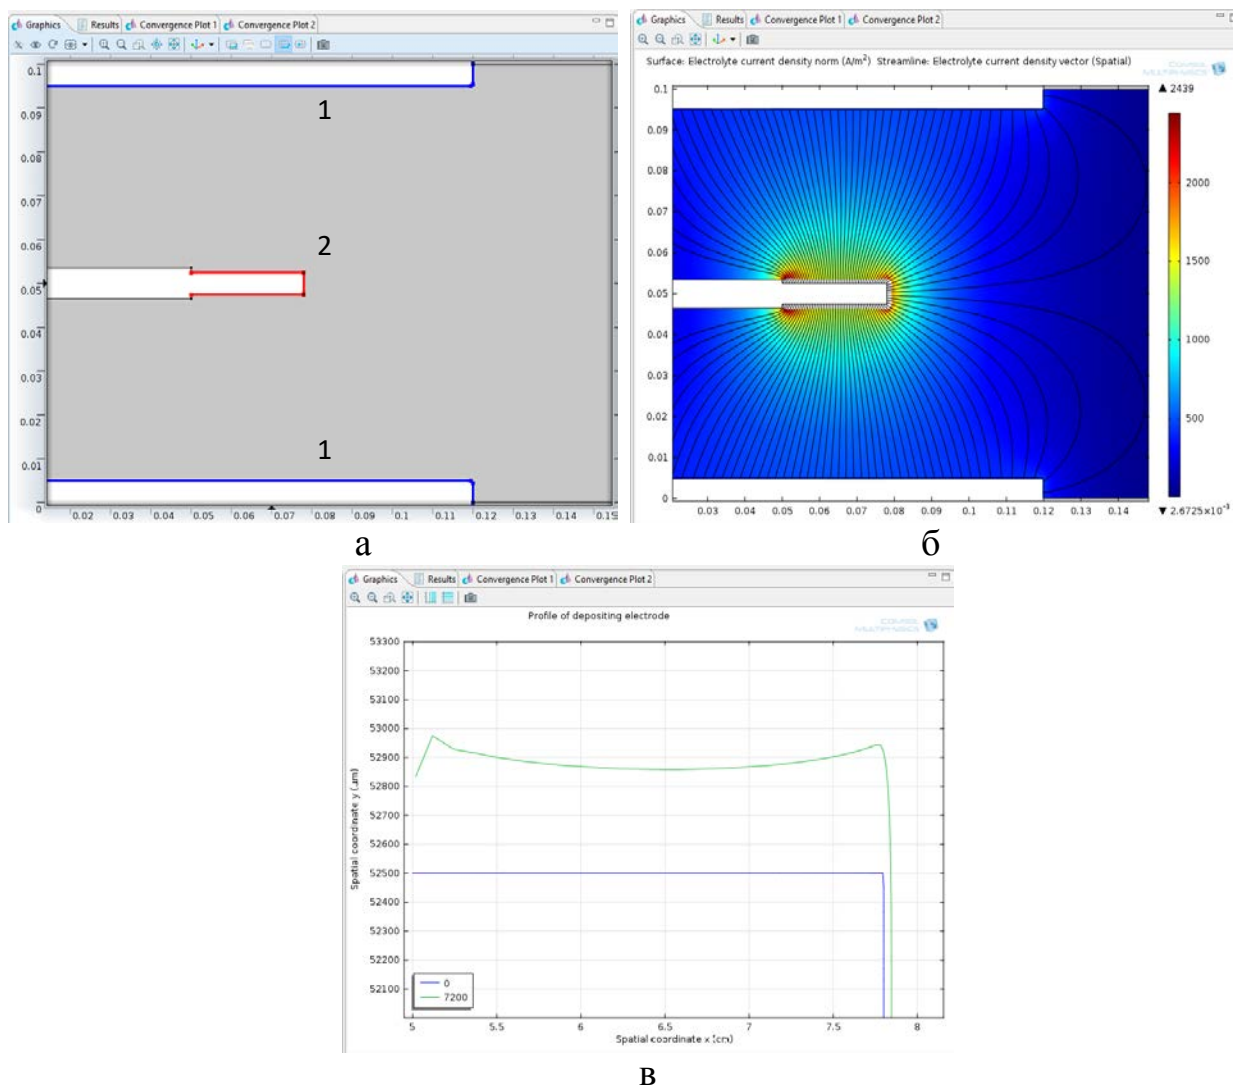 Graphics Results Convergence Plot 1 Convergence Plot 2
0.1
0.09
0.08
0.07
0.06
0.05
0.04
0.03
0.02
0.01
0
0.02 0.03 0.04 0.05 0.06 0.07 0.08 0.09 0.1 0.11 0.12 0.13 0.14 0.15
1
2
1
а
Graphics Results Convergence Plot 1 Convergence Plot 2
Surface: Electrolyte current density norm (A/m²) Streamline: Electrolyte current density vector (Spatial)
COMSOL
MULTIPHYSICS
0.1
0.09
0.08
0.07
0.06
0.05
0.04
0.03
0.02
0.01
0
0.03 0.04 0.05 0.06 0.07 0.08 0.09 0.1 0.11 0.12 0.13 0.14
▲ 2439
2000
1500
1000
500
▼ 2.6725×10⁻³
б
Graphics Results Convergence Plot 1 Convergence Plot 2
Profile of depositing electrode
COMSOL
MULTIPHYSICS
53300
53200
53100
53000
52900
52800
52700
52600
52500
52400
52300
52200
52100
Spatial coordinate y (µm)
0
7200
5 5.5 6 6.5 7 7.5 8
Spatial coordinate x (cm)
в